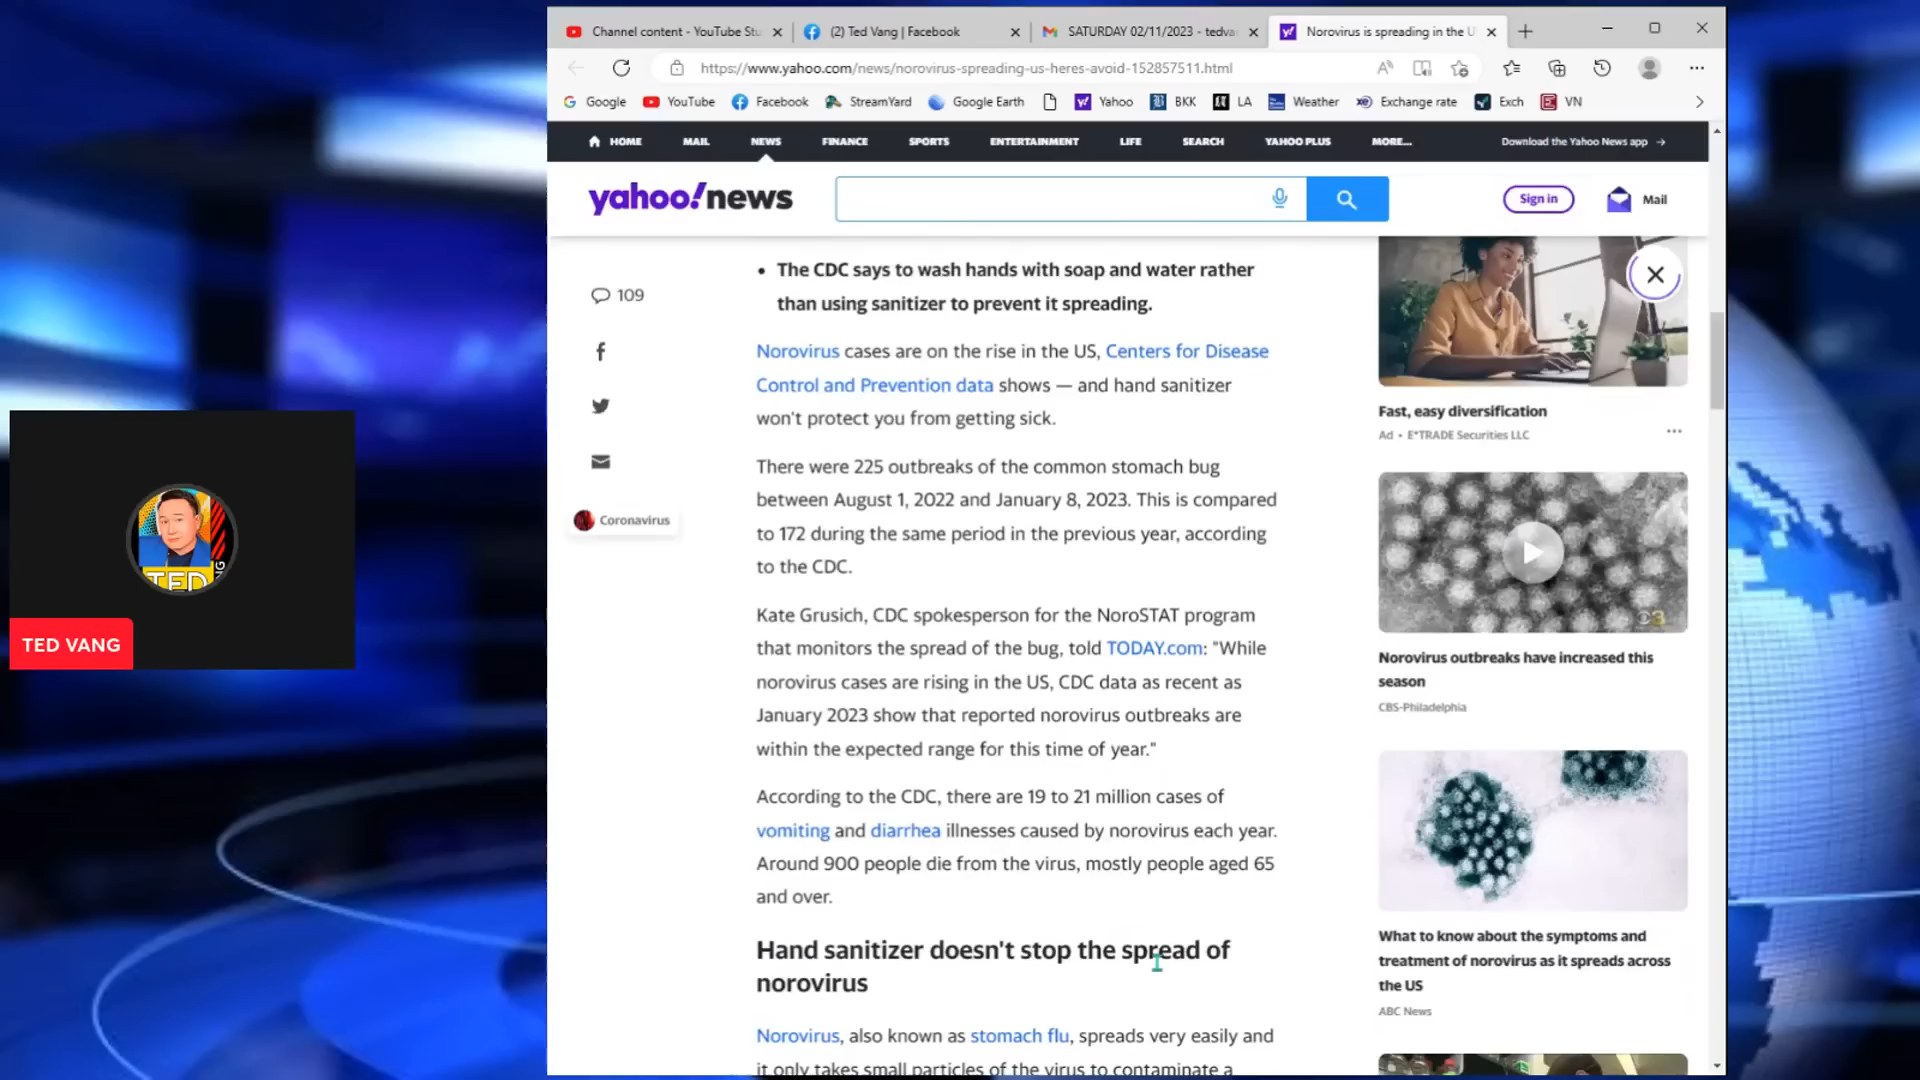 Channel content - YouTube Stu
(2) Ted Vang | Facebook
SATURDAY 02/11/2023 - tedva
Norovirus is spreading in the U
https://www.yahoo.com/news/norovirus-spreading-us-heres-avoid-152857511.html
Google
YouTube
Facebook
StreamYard
Google Earth
Yahoo
BKK
LA
Weather
Exchange rate
Exch
VN
HOME
MAIL
NEWS
FINANCE
SPORTS
ENTERTAINMENT
LIFE
SEARCH
YAHOO PLUS
MORE...
Download the Yahoo News app
yahoo!news
Sign in
Mail
109
Coronavirus
• The CDC says to wash hands with soap and water rather
than using sanitizer to prevent it spreading.
Norovirus cases are on the rise in the US, Centers for Disease
Control and Prevention data shows — and hand sanitizer
won't protect you from getting sick.
There were 225 outbreaks of the common stomach bug
between August 1, 2022 and January 8, 2023. This is compared
to 172 during the same period in the previous year, according
to the CDC.
Kate Grusich, CDC spokesperson for the NoroSTAT program
that monitors the spread of the bug, told TODAY.com: "While
norovirus cases are rising in the US, CDC data as recent as
January 2023 show that reported norovirus outbreaks are
within the expected range for this time of year."
According to the CDC, there are 19 to 21 million cases of
vomiting and diarrhea illnesses caused by norovirus each year.
Around 900 people die from the virus, mostly people aged 65
and over.
Hand sanitizer doesn't stop the spread of
norovirus
Norovirus, also known as stomach flu, spreads very easily and
it only takes small particles of the virus to contaminate a
Fast, easy diversification
Ad • E*TRADE Securities LLC
Norovirus outbreaks have increased this
season
CBS-Philadelphia
What to know about the symptoms and
treatment of norovirus as it spreads across
the US
ABC News
TED
TED VANG